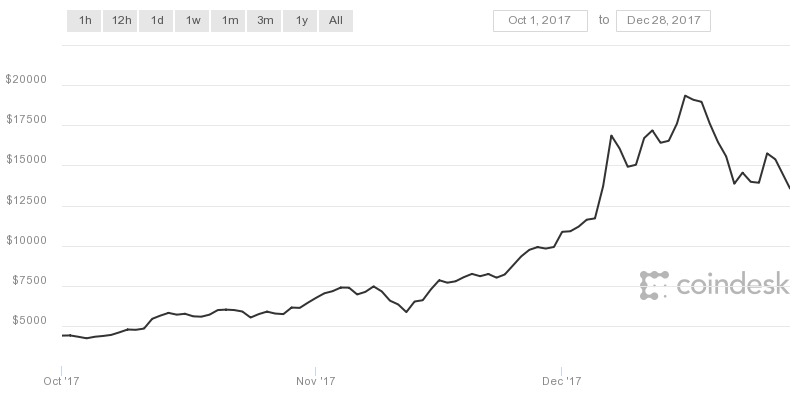 1h 12h 1d 1w 1m 3m 1y All Oct 1, 2017 to Dec 28, 2017
$20000
$17500
$15000
$12500
$10000
$7500
coindesk
$5000
Oct '17 Nov '17 Dec '17